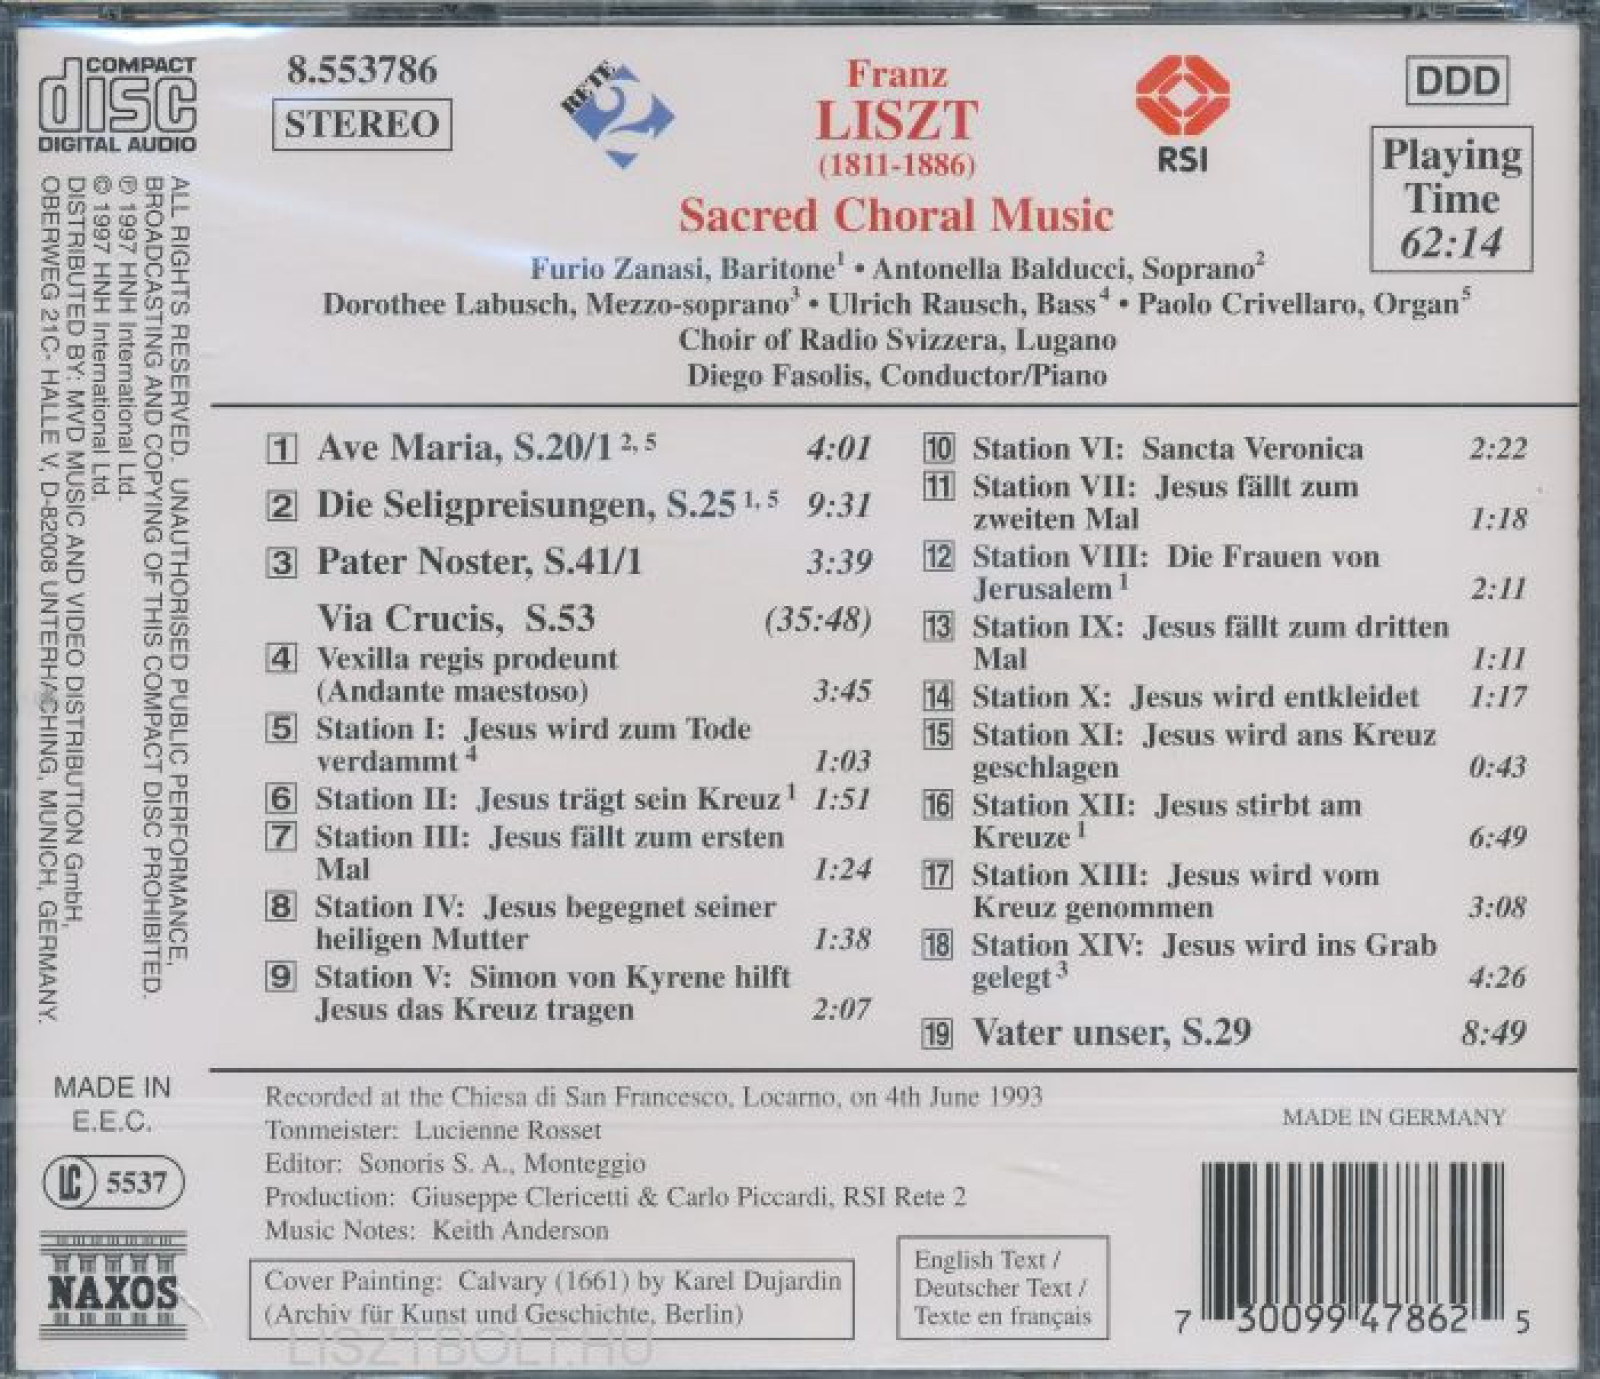 COMPACT
disc
DIGITAL AUDIO
8.553786
STEREO
RETE
2
Franz
LISZT
(1811-1886)
Sacred Choral Music
RSI
DDD
Playing
Time
62:14
Furio Zanasi, Baritone¹ • Antonella Balducci, Soprano²
Dorothee Labusch, Mezzo-soprano³ • Ulrich Rausch, Bass⁴ • Paolo Crivellaro, Organ⁵
Choir of Radio Svizzera, Lugano
Diego Fasolis, Conductor/Piano
ALL RIGHTS RESERVED. UNAUTHORISED PUBLIC PERFORMANCE,
BROADCASTING AND COPYING OF THIS COMPACT DISC PROHIBITED.
℗ 1997 HNH International Ltd.
© 1997 HNH International Ltd.
DISTRIBUTED BY: MVD MUSIC AND VIDEO DISTRIBUTION GmbH,
OBERWEG 21C- HALLE V, D-82008 UNTERHACHING, MUNICH, GERMANY.
1 Ave Maria, S.20/1 ²,⁵ 4:01
2 Die Seligpreisungen, S.25 ¹,⁵ 9:31
3 Pater Noster, S.41/1 3:39
Via Crucis, S.53 (35:48)
4 Vexilla regis prodeunt
(Andante maestoso) 3:45
5 Station I: Jesus wird zum Tode
verdammt ⁴ 1:03
6 Station II: Jesus trägt sein Kreuz ¹ 1:51
7 Station III: Jesus fällt zum ersten
Mal 1:24
8 Station IV: Jesus begegnet seiner
heiligen Mutter 1:38
9 Station V: Simon von Kyrene hilft
Jesus das Kreuz tragen 2:07
10 Station VI: Sancta Veronica 2:22
11 Station VII: Jesus fällt zum
zweiten Mal 1:18
12 Station VIII: Die Frauen von
Jerusalem ¹ 2:11
13 Station IX: Jesus fällt zum dritten
Mal 1:11
14 Station X: Jesus wird entkleidet 1:17
15 Station XI: Jesus wird ans Kreuz
geschlagen 0:43
16 Station XII: Jesus stirbt am
Kreuze ¹ 6:49
17 Station XIII: Jesus wird vom
Kreuz genommen 3:08
18 Station XIV: Jesus wird ins Grab
gelegt ³ 4:26
19 Vater unser, S.29 8:49
MADE IN
E.E.C.
LC 5537
NAXOS
Recorded at the Chiesa di San Francesco, Locarno, on 4th June 1993
Tonmeister: Lucienne Rosset
Editor: Sonoris S. A., Monteggio
Production: Giuseppe Clericetti & Carlo Piccardi, RSI Rete 2
Music Notes: Keith Anderson
Cover Painting: Calvary (1661) by Karel Dujardin
(Archiv für Kunst und Geschichte, Berlin)
English Text /
Deutscher Text /
Texte en français
MADE IN GERMANY
7 30099 47862 5
LISZTBOLT.HU